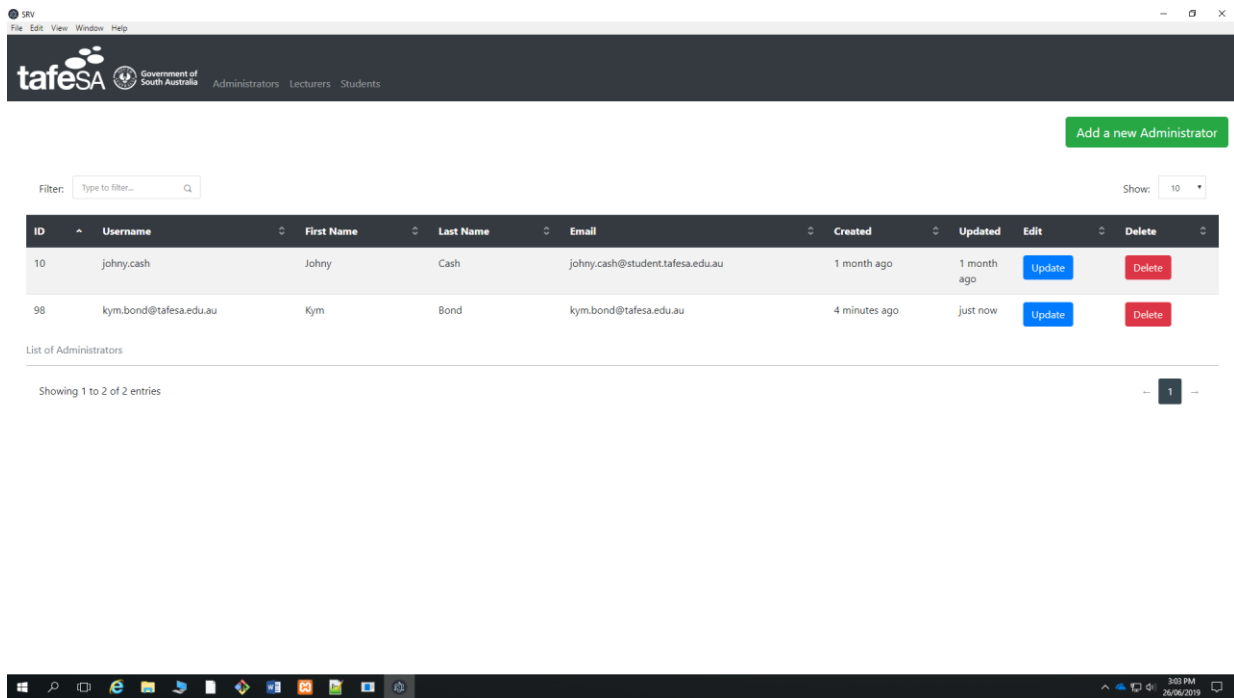 SRV
File Edit View Window Help
tafeSA Government of South Australia Administrators Lecturers Students
Add a new Administrator
Filter: Type to filter... Show: 10
ID Username First Name Last Name Email Created Updated Edit Delete
10 johny.cash Johny Cash johny.cash@student.tafesa.edu.au 1 month ago 1 month ago Update Delete
98 kym.bond@tafesa.edu.au Kym Bond kym.bond@tafesa.edu.au 4 minutes ago just now Update Delete
List of Administrators
Showing 1 to 2 of 2 entries ← 1 →
3:03 PM
26/06/2019